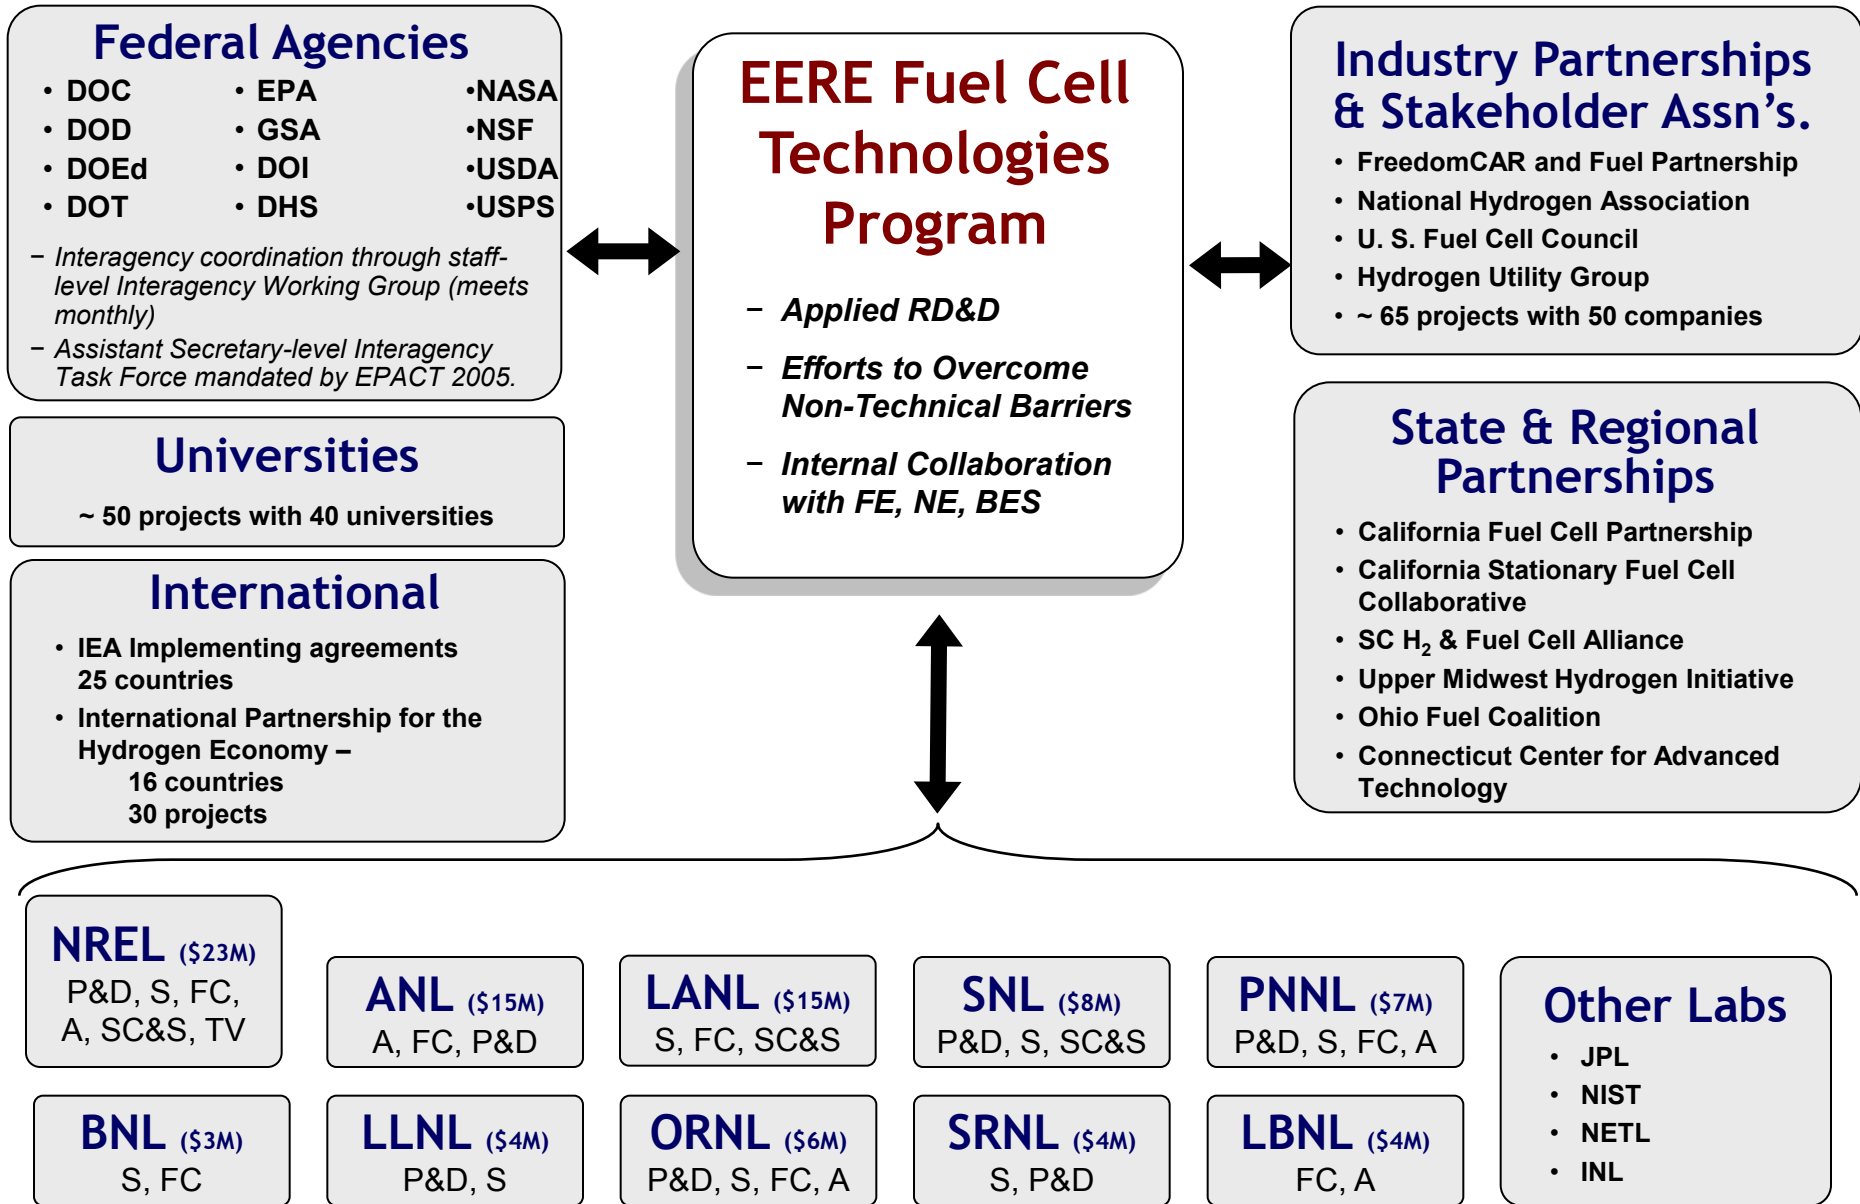 Federal Agencies
• DOC • EPA •NASA
• DOD • GSA •NSF
• DOEd • DOI •USDA
• DOT • DHS •USPS
– Interagency coordination through staff-
level Interagency Working Group (meets
monthly)
– Assistant Secretary-level Interagency
Task Force mandated by EPACT 2005.
Universities
~ 50 projects with 40 universities
International
• IEA Implementing agreements
25 countries
• International Partnership for the
Hydrogen Economy –
16 countries
30 projects
EERE Fuel Cell
Technologies
Program
– Applied RD&D
– Efforts to Overcome
Non-Technical Barriers
– Internal Collaboration
with FE, NE, BES
Industry Partnerships
& Stakeholder Assn's.
• FreedomCAR and Fuel Partnership
• National Hydrogen Association
• U. S. Fuel Cell Council
• Hydrogen Utility Group
• ~ 65 projects with 50 companies
State & Regional
Partnerships
• California Fuel Cell Partnership
• California Stationary Fuel Cell
Collaborative
• SC H₂ & Fuel Cell Alliance
• Upper Midwest Hydrogen Initiative
• Ohio Fuel Coalition
• Connecticut Center for Advanced
Technology
NREL ($23M)
P&D, S, FC,
A, SC&S, TV
ANL ($15M)
A, FC, P&D
LANL ($15M)
S, FC, SC&S
SNL ($8M)
P&D, S, SC&S
PNNL ($7M)
P&D, S, FC, A
BNL ($3M)
S, FC
LLNL ($4M)
P&D, S
ORNL ($6M)
P&D, S, FC, A
SRNL ($4M)
S, P&D
LBNL ($4M)
FC, A
Other Labs
• JPL
• NIST
• NETL
• INL